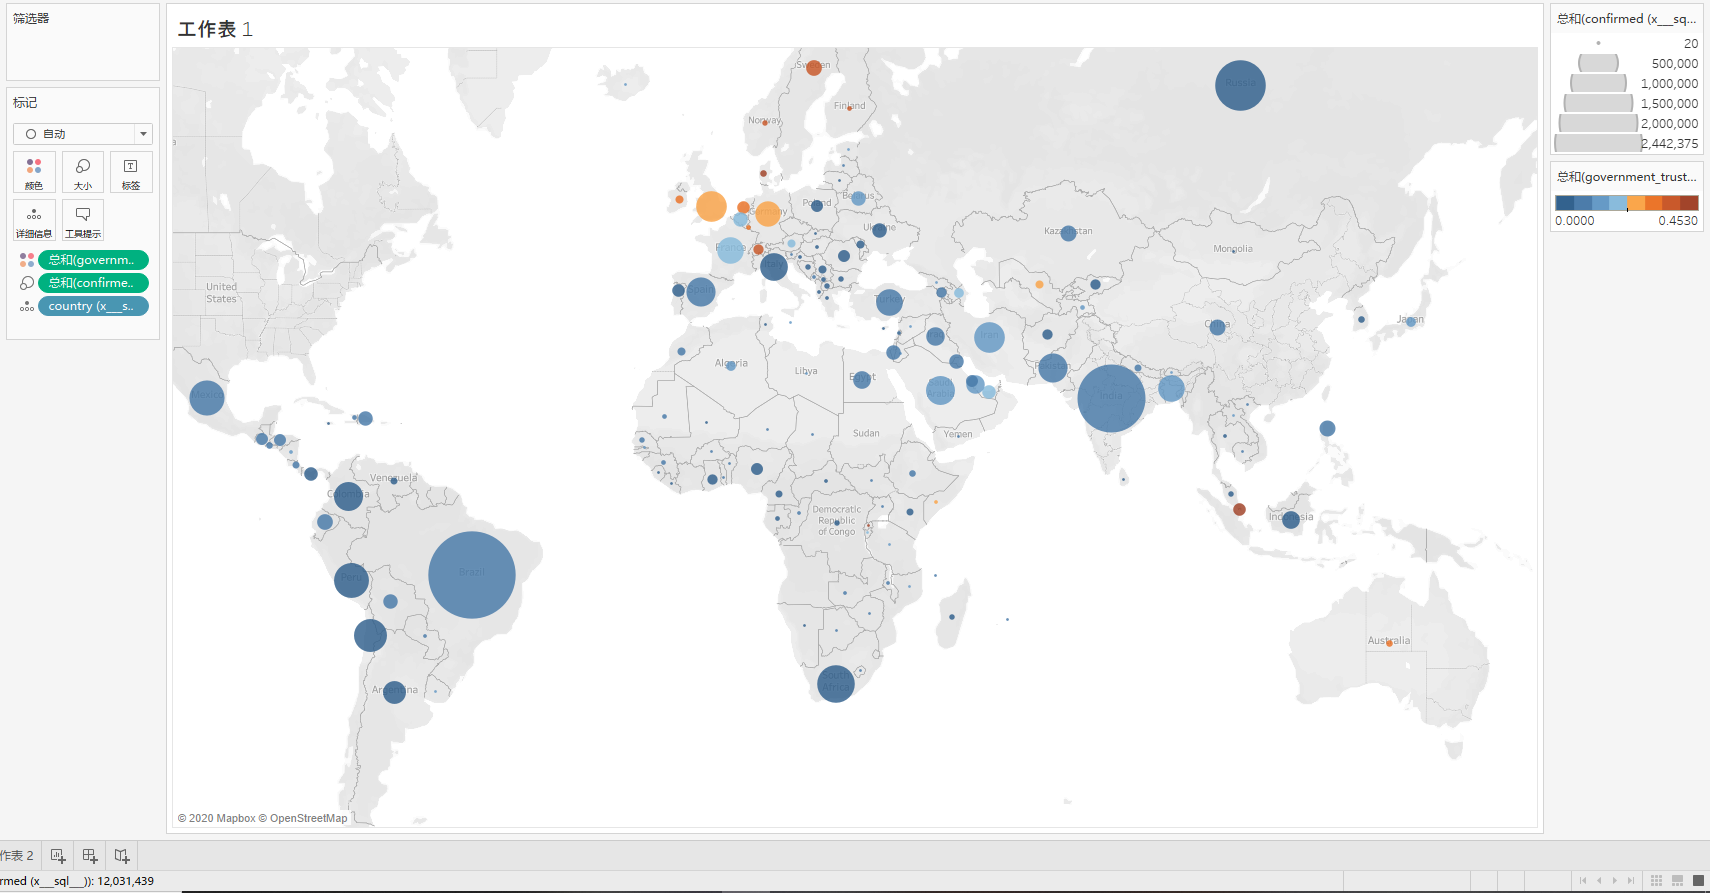 筛选器
标记
自动
颜色
大小
标签
详细信息
工具提示
总和(governm..
总和(confirme..
country (x___s..
工作表 1
Sweden
Finland
Norway
Russia
Poland
Belarus
Germany
Ukraine
Kazakhstan
Mongolia
France
Italy
Spain
Turkey
United
States
China
Japan
Iraq
Iran
Algeria
Libya
Egypt
Pakistan
Saudi
Arabia
India
Mexico
Sudan
Yemen
Venezuela
Colombia
Democratic
Republic
of Congo
Indonesia
Brazil
Peru
Australia
South
Africa
Argentina
© 2020 Mapbox © OpenStreetMap
总和(confirmed (x___sq...
20
500,000
1,000,000
1,500,000
2,000,000
2,442,375
总和(government_trust...
0.0000
0.4530
作表 2
rmed (x___sql___)): 12,031,439